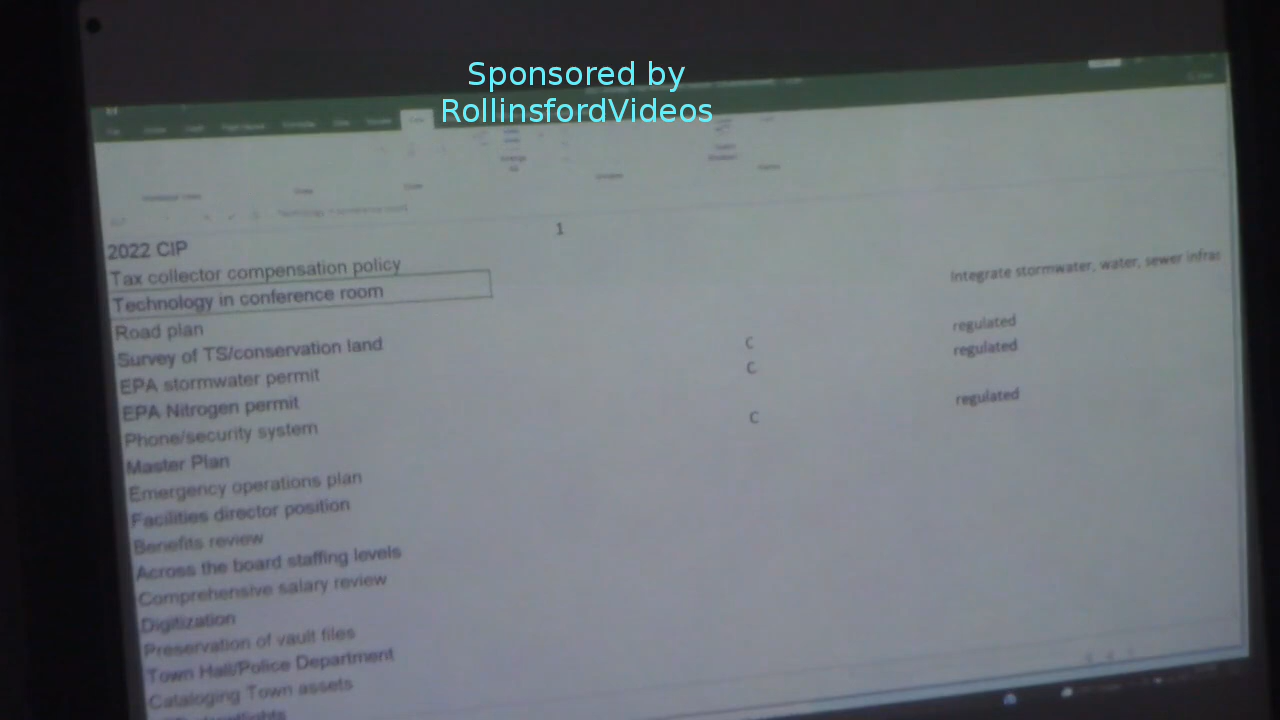 Sponsored by
RollinsfordVideos
2022 CIP
1
Tax collector compensation policy
Technology in conference room
Integrate stormwater, water, sewer infras
Road plan
Survey of TS/conservation land
C
regulated
EPA stormwater permit
C
regulated
EPA Nitrogen permit
Phone/security system
C
regulated
Master Plan
Emergency operations plan
Facilities director position
Benefits review
Across the board staffing levels
Comprehensive salary review
Digitization
Preservation of vault files
Town Hall/Police Department
Cataloging Town assets